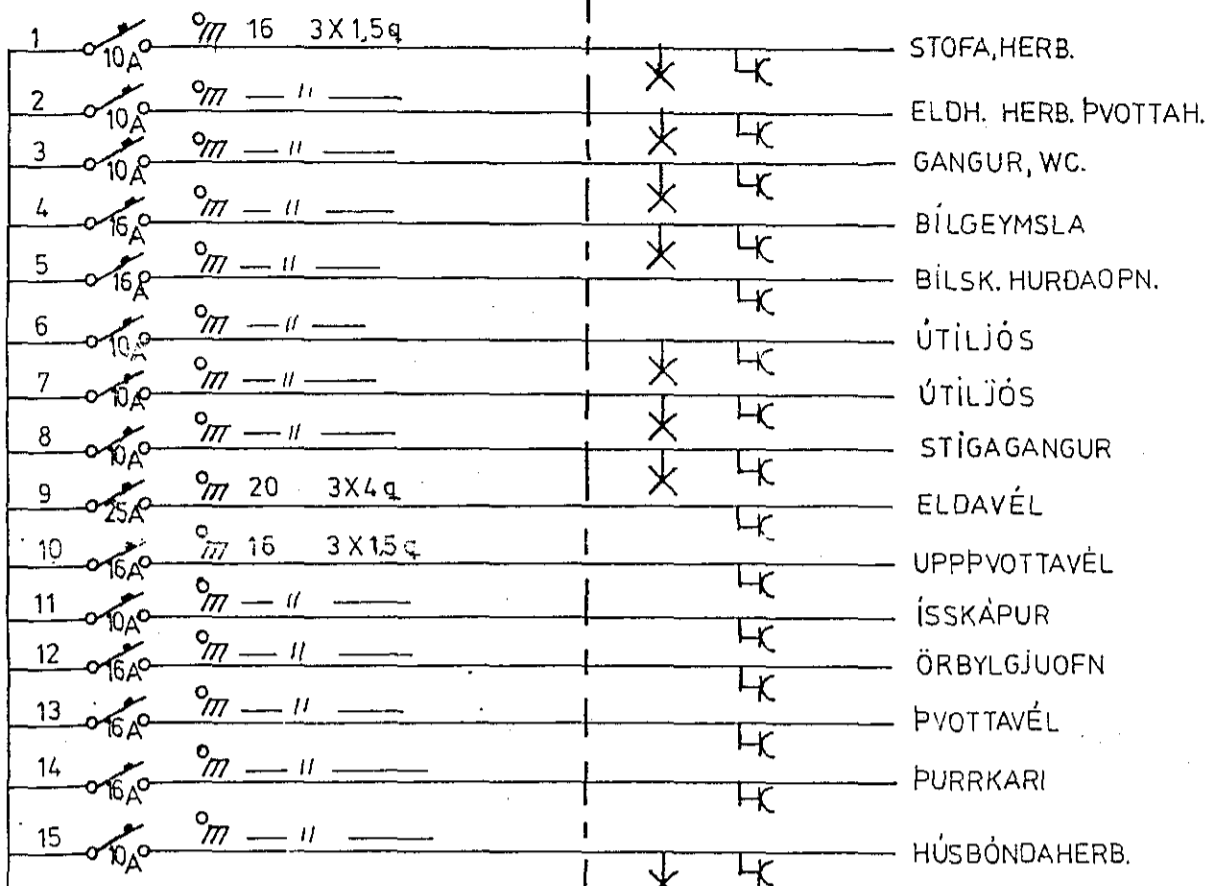 1 10A 16 3X1,5q STOFA,HERB.
2 10A — " — ELDH. HERB. ÞVOTTAH.
3 10A — " — GANGUR, WC.
4 16A — " — BÍLGEYMSLA
5 16A — " — BÍLSK. HURÐAOPN.
6 10A — " — ÚTILJÓS
7 10A — " — ÚTILJÓS
8 10A — " — STIGAGANGUR
9 25A 20 3X4q ELDAVÉL
10 16A 16 3X1,5q UPPÞVOTTAVÉL
11 10A — " — ÍSSKÁPUR
12 16A — " — ÖRBYLGJUOFN
13 16A — " — ÞVOTTAVÉL
14 16A — " — ÞURRKARI
15 10A — " — HÚSBÓNDAHERB.